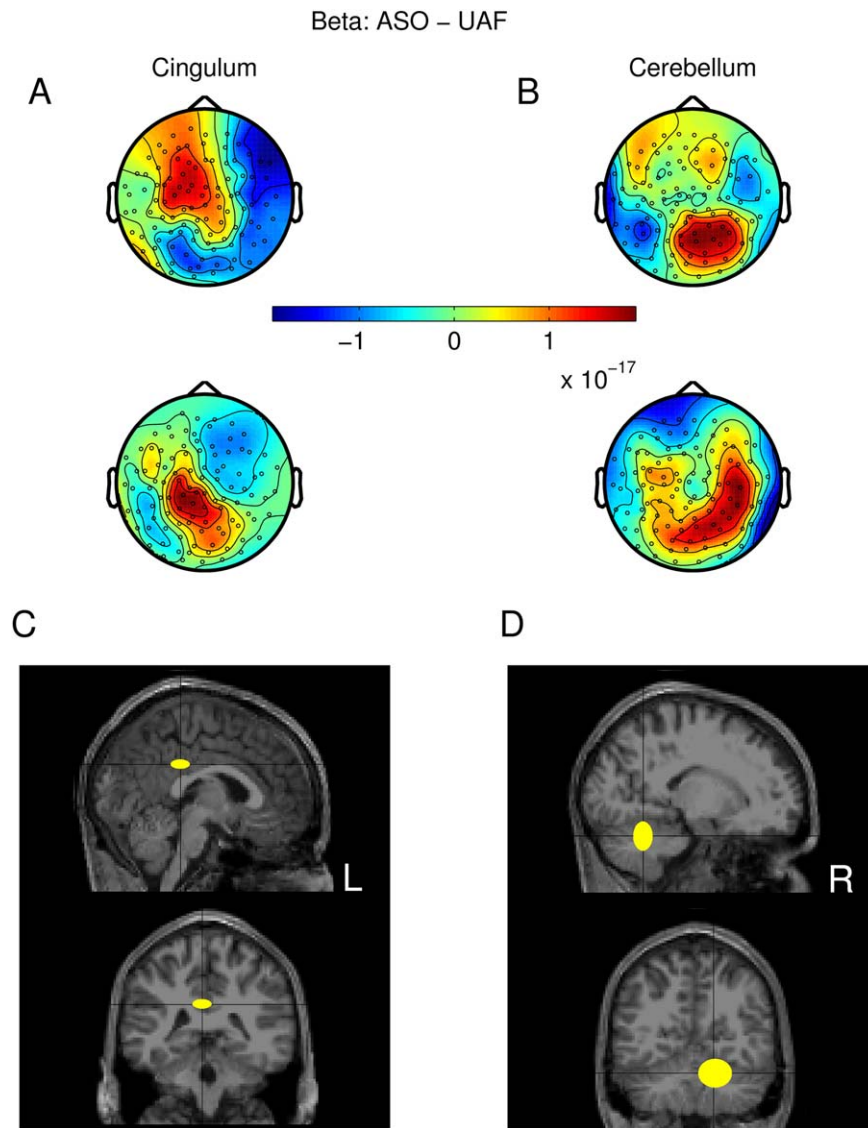 Beta: ASO − UAF
Cingulum
Cerebellum
A
B
−1
0
1
x 10⁻¹⁷
C
D
L
R